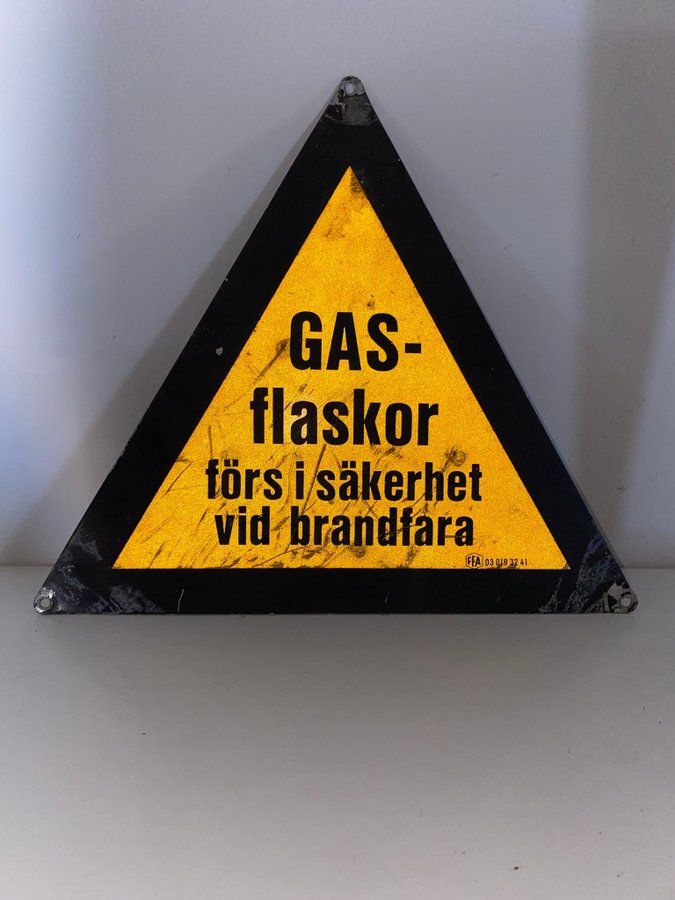 GAS-
flaskor
förs i säkerhet
vid brandfara
FFA 03 019 32 41